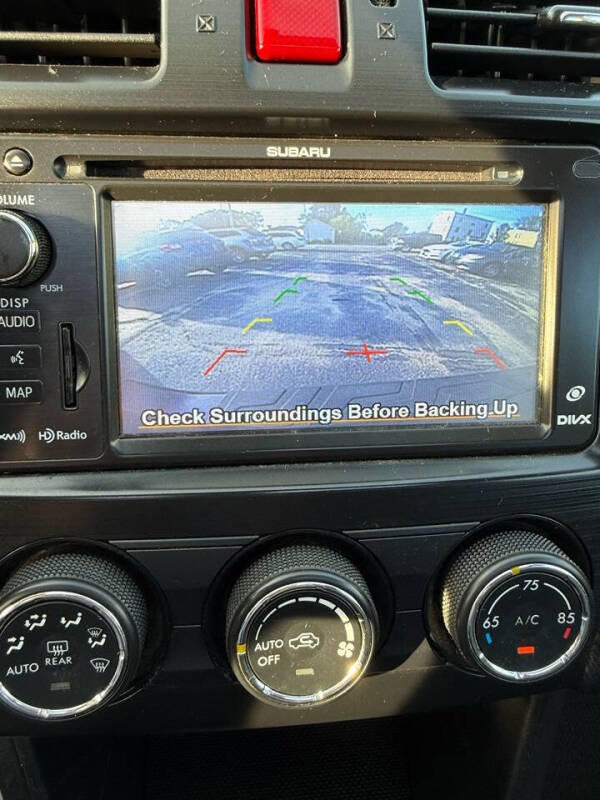 SUBARU
VOLUME
PUSH
DISP
AUDIO
MAP
HD Radio
DIVX
Check Surroundings Before Backing Up
AUTO
REAR
AUTO
OFF
75
65
A/C
85